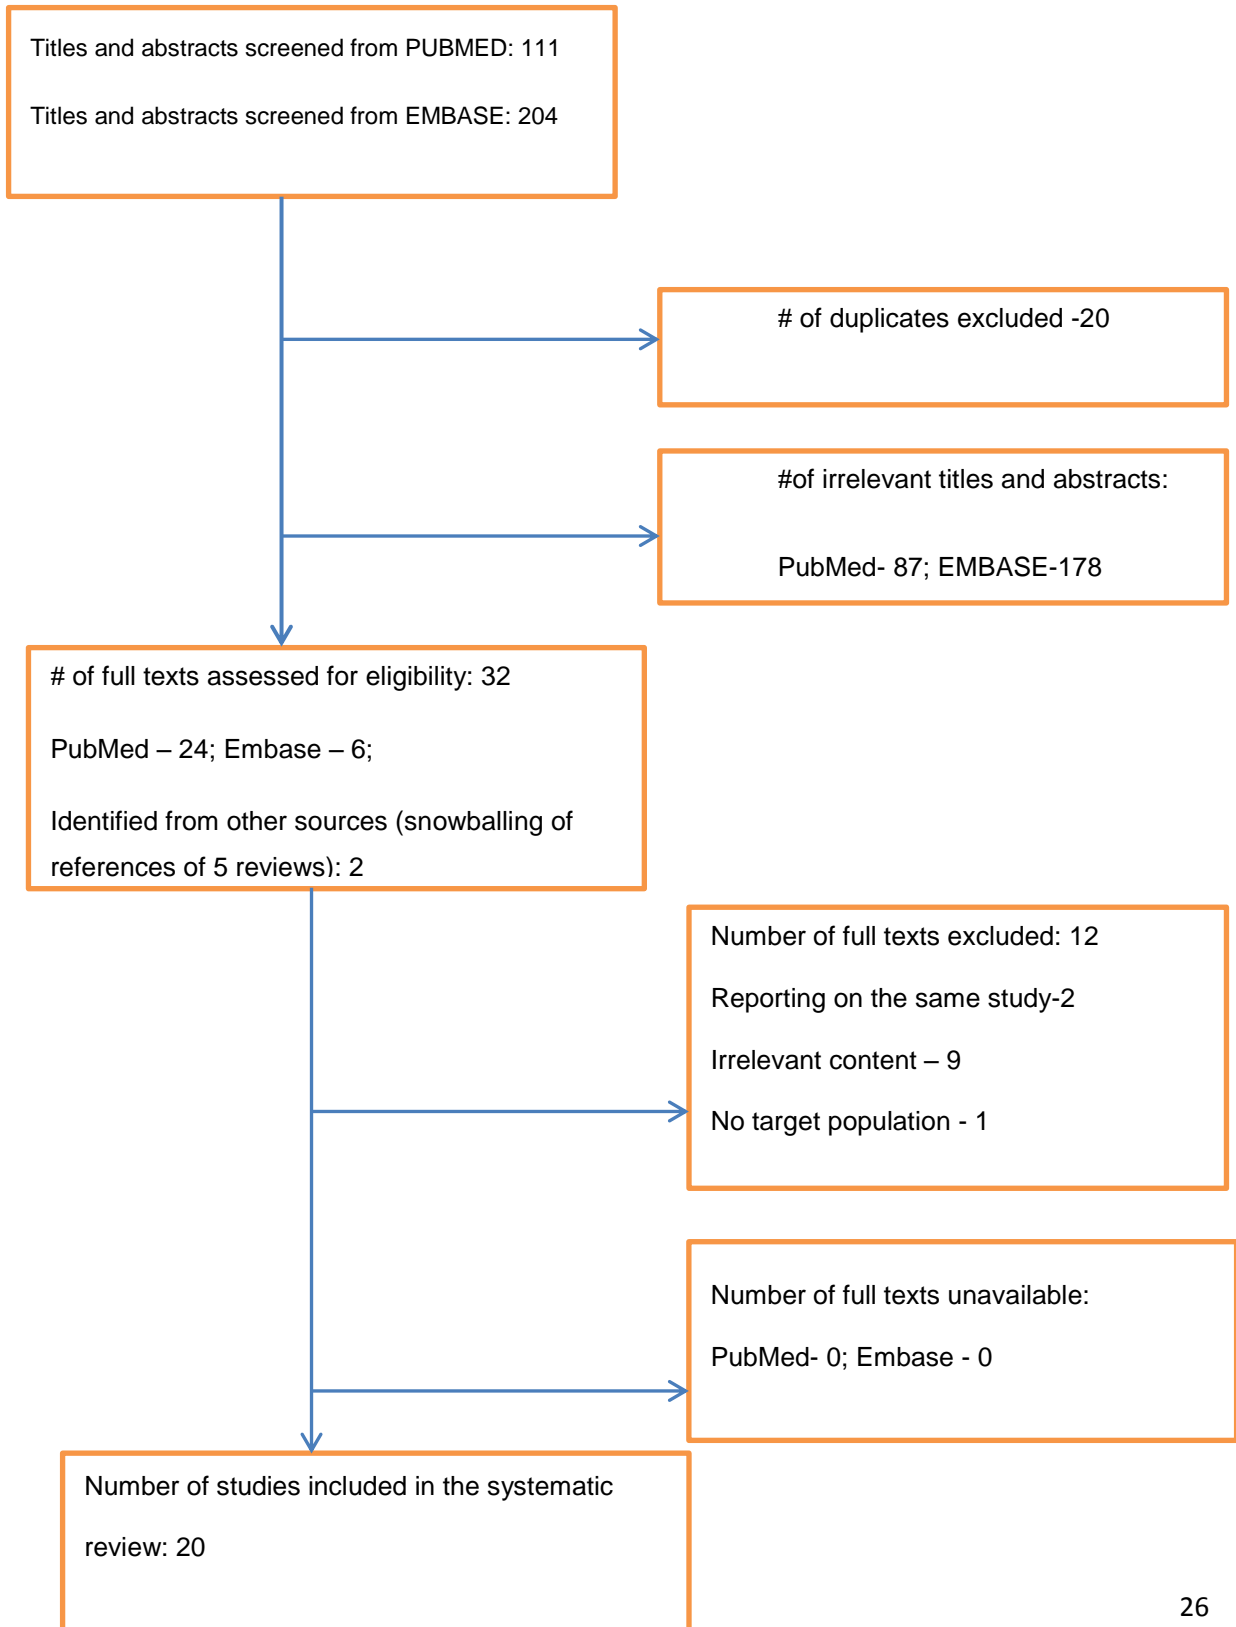 Titles and abstracts screened from PUBMED: 111
Titles and abstracts screened from EMBASE: 204
# of duplicates excluded -20
#of irrelevant titles and abstracts:
PubMed- 87; EMBASE-178
# of full texts assessed for eligibility: 32
PubMed – 24; Embase – 6;
Identified from other sources (snowballing of
references of 5 reviews): 2
Number of full texts excluded: 12
Reporting on the same study-2
Irrelevant content – 9
No target population - 1
Number of full texts unavailable:
PubMed- 0; Embase - 0
Number of studies included in the systematic
review: 20
26